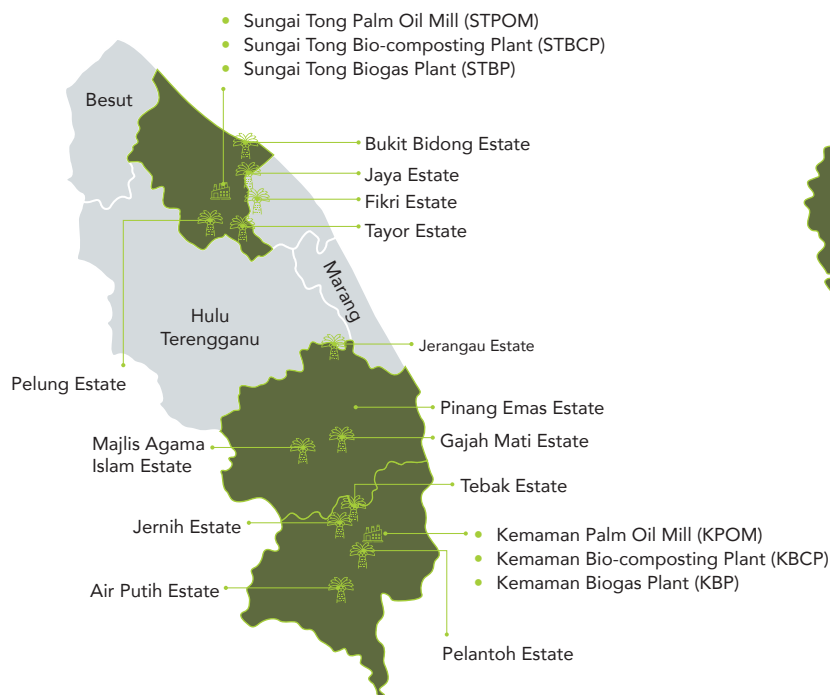 Sungai Tong Palm Oil Mill (STPOM)
Sungai Tong Bio-composting Plant (STBCP)
Sungai Tong Biogas Plant (STBP)
Besut
Bukit Bidong Estate
Jaya Estate
Fikri Estate
Tayor Estate
Marang
Hulu
Terengganu
Jerangau Estate
Pelung Estate
Pinang Emas Estate
Majlis Agama
Islam Estate
Gajah Mati Estate
Tebak Estate
Jernih Estate
Kemaman Palm Oil Mill (KPOM)
Kemaman Bio-composting Plant (KBCP)
Kemaman Biogas Plant (KBP)
Air Putih Estate
Pelantoh Estate